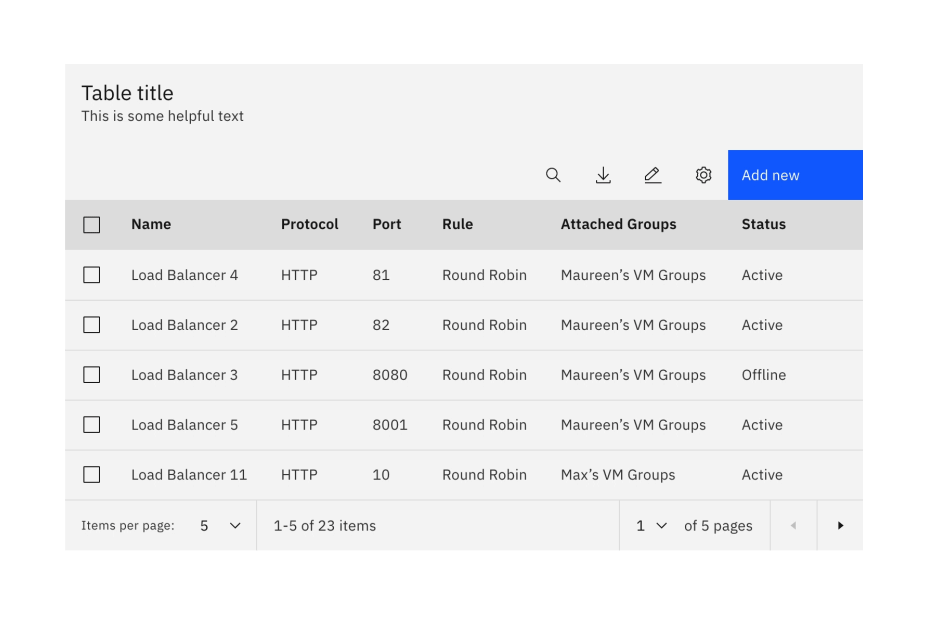 Table title
This is some helpful text
Add new
Name Protocol Port Rule Attached Groups Status
Load Balancer 4 HTTP 81 Round Robin Maureen’s VM Groups Active
Load Balancer 2 HTTP 82 Round Robin Maureen’s VM Groups Active
Load Balancer 3 HTTP 8080 Round Robin Maureen’s VM Groups Offline
Load Balancer 5 HTTP 8001 Round Robin Maureen’s VM Groups Active
Load Balancer 11 HTTP 10 Round Robin Max’s VM Groups Active
Items per page: 5 1-5 of 23 items 1 of 5 pages